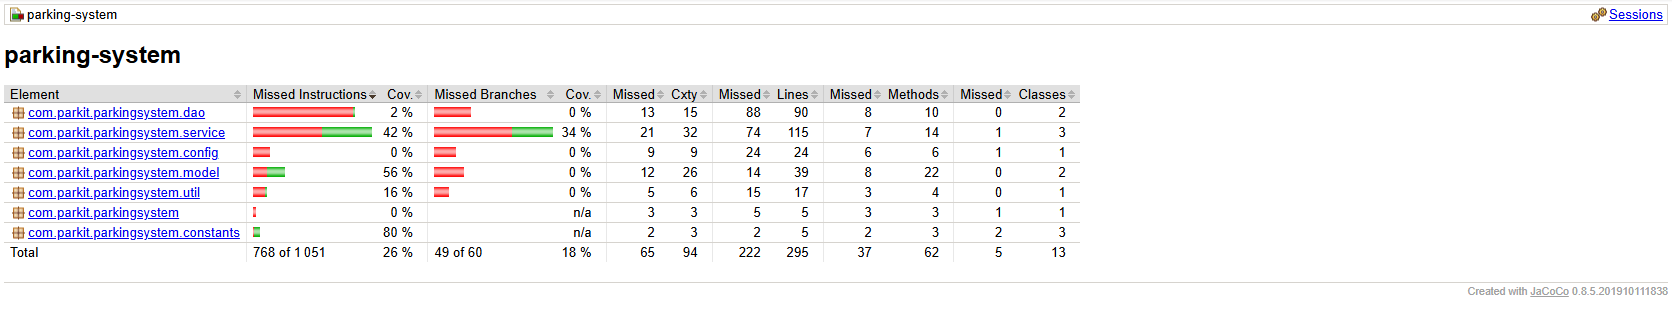 parking-system Sessions
parking-system
Element Missed Instructions Cov. Missed Branches Cov. Missed Cxty Missed Lines Missed Methods Missed Classes
com.parkit.parkingsystem.dao 2 % 0 % 13 15 88 90 8 10 0 2
com.parkit.parkingsystem.service 42 % 34 % 21 32 74 115 7 14 1 3
com.parkit.parkingsystem.config 0 % 0 % 9 9 24 24 6 6 1 1
com.parkit.parkingsystem.model 56 % 0 % 12 26 14 39 8 22 0 2
com.parkit.parkingsystem.util 16 % 0 % 5 6 15 17 3 4 0 1
com.parkit.parkingsystem 0 % n/a 3 3 5 5 3 3 1 1
com.parkit.parkingsystem.constants 80 % n/a 2 3 2 5 2 3 2 3
Total 768 of 1 051 26 % 49 of 60 18 % 65 94 222 295 37 62 5 13
Created with JaCoCo 0.8.5.201910111838